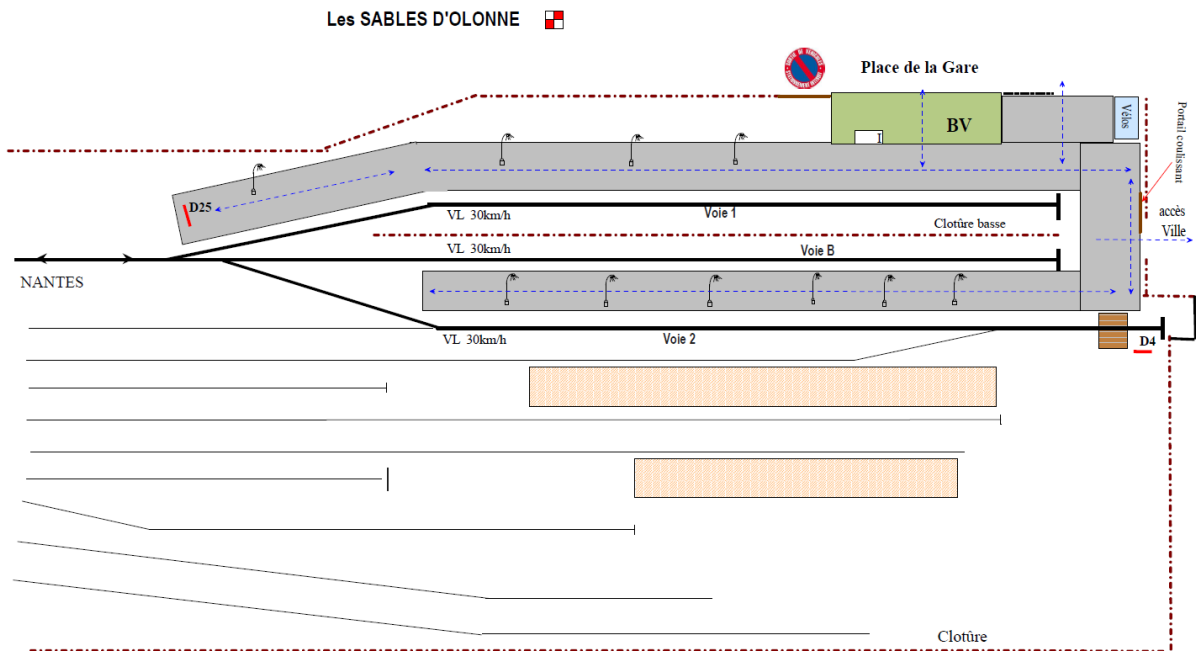 Les SABLES D'OLONNE
Place de la Gare
BV
I
Vélos
Portail coulissant
D25
VL 30km/h
Voie 1
Clotûre basse
accès
Ville
VL 30km/h
Voie B
NANTES
VL 30km/h
Voie 2
D4
Clotûre